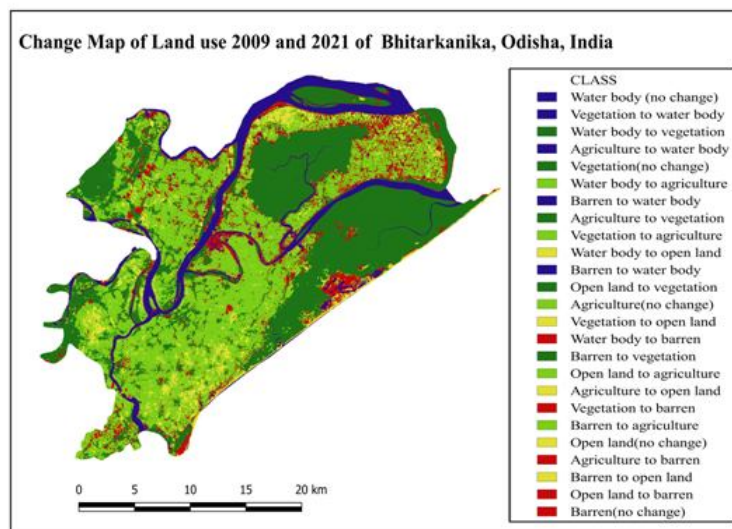 Change Map of Land use 2009 and 2021 of Bhitarkanika, Odisha, India
CLASS
Water body (no change)
Vegetation to water body
Water body to vegetation
Agriculture to water body
Vegetation(no change)
Water body to agriculture
Barren to water body
Agriculture to vegetation
Vegetation to agriculture
Water body to open land
Barren to water body
Open land to vegetation
Agriculture(no change)
Vegetation to open land
Water body to barren
Barren to vegetation
Open land to agriculture
Agriculture to open land
Vegetation to barren
Barren to agriculture
Open land(no change)
Agriculture to barren
Barren to open land
Open land to barren
Barren(no change)
0 5 10 15 20 km